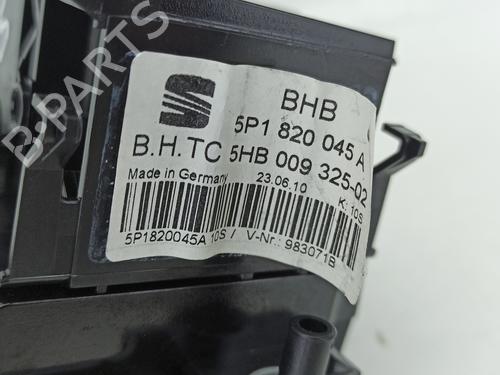 B-PARTS
BHB
5P1 820 045 A
B.H.TC 5HB 009 325-02
Made in Germany 23.06.10 K: 10S
5P1820045A 10S / V-Nr.: 983071B